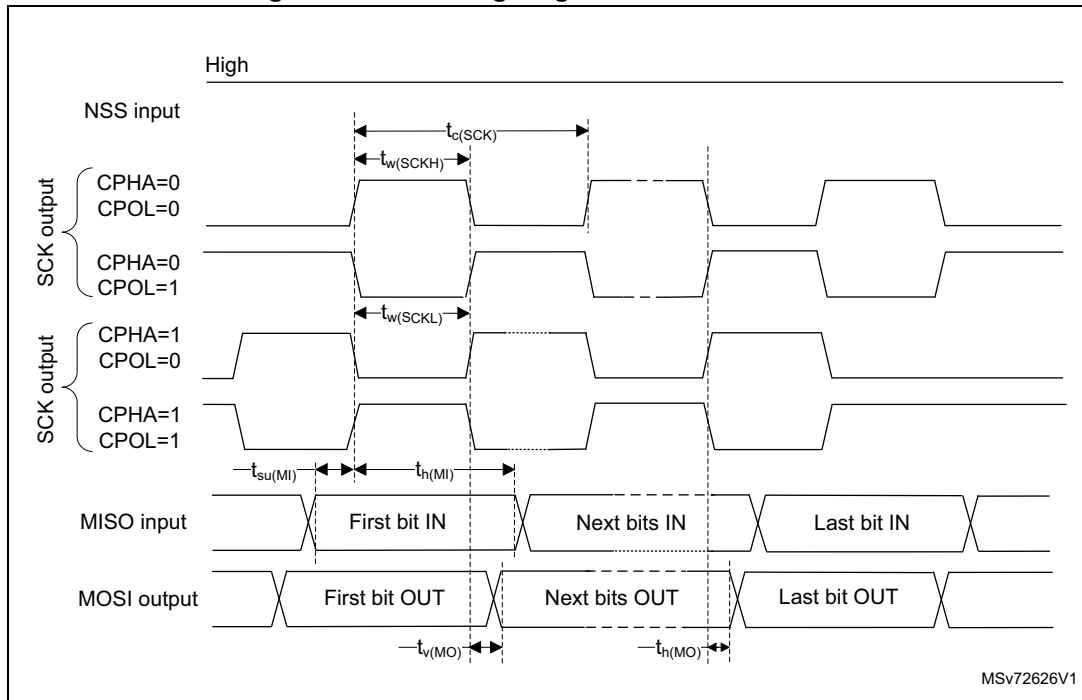 High
NSS input
tc(SCK)
tw(SCKH)
SCK output
CPHA=0
CPOL=0
CPHA=0
CPOL=1
tw(SCKL)
SCK output
CPHA=1
CPOL=0
CPHA=1
CPOL=1
tsu(MI)
th(MI)
MISO input
First bit IN
Next bits IN
Last bit IN
MOSI output
First bit OUT
Next bits OUT
Last bit OUT
tv(MO)
th(MO)
MSv72626V1